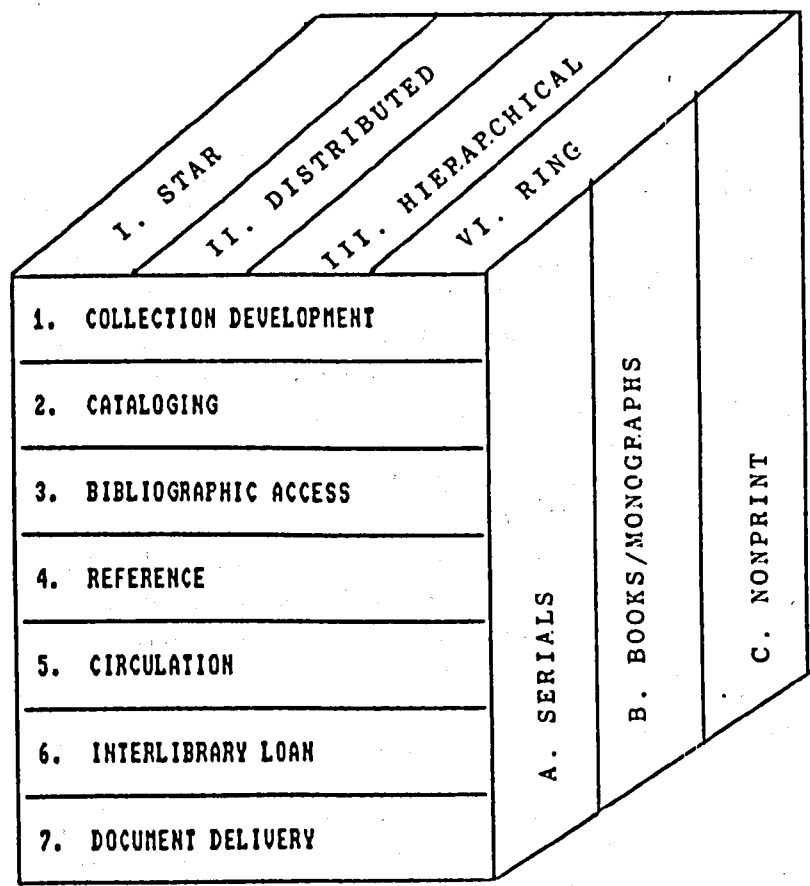 I. STAR
II. DISTRIBUTED
III. HIERARCHICAL
VI. RING
1. COLLECTION DEVELOPMENT
2. CATALOGING
3. BIBLIOGRAPHIC ACCESS
4. REFERENCE
5. CIRCULATION
6. INTERLIBRARY LOAN
7. DOCUMENT DELIVERY
A. SERIALS
B. BOOKS/MONOGRAPHS
C. NONPRINT